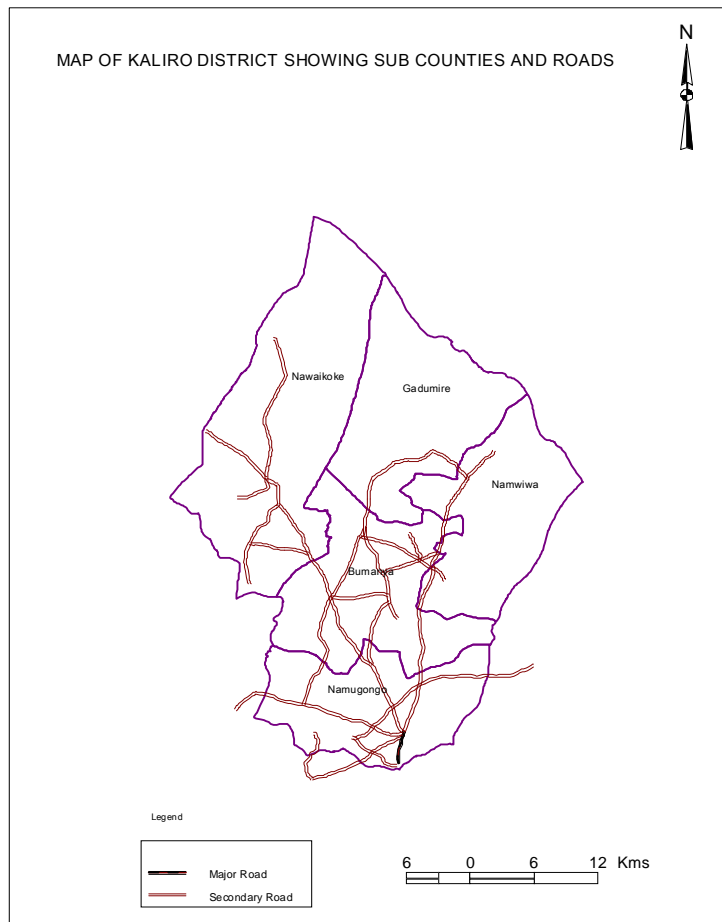 N
MAP OF KALIRO DISTRICT SHOWING SUB COUNTIES AND ROADS
Nawaikoke
Gadumire
Namwiwa
Bumanya
Namugongo
Legend
Major Road
Secondary Road
6 0 6 12 Kms